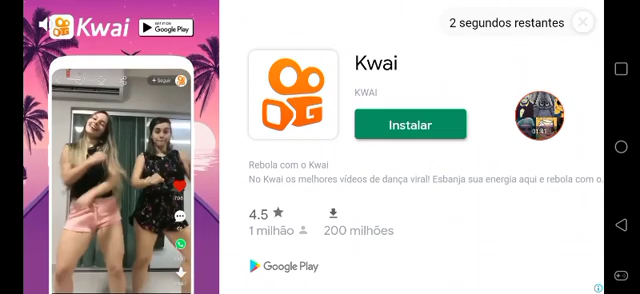 Kwai
GET IT ON
Google Play
+ Seguir
2 segundos restantes
Kwai
KWAI
Instalar
01:41
Rebola com o Kwai
No Kwai os melhores vídeos de dança viral! Esbanja sua energia aqui e rebola com o
4.5
1 milhão
200 milhões
Google Play